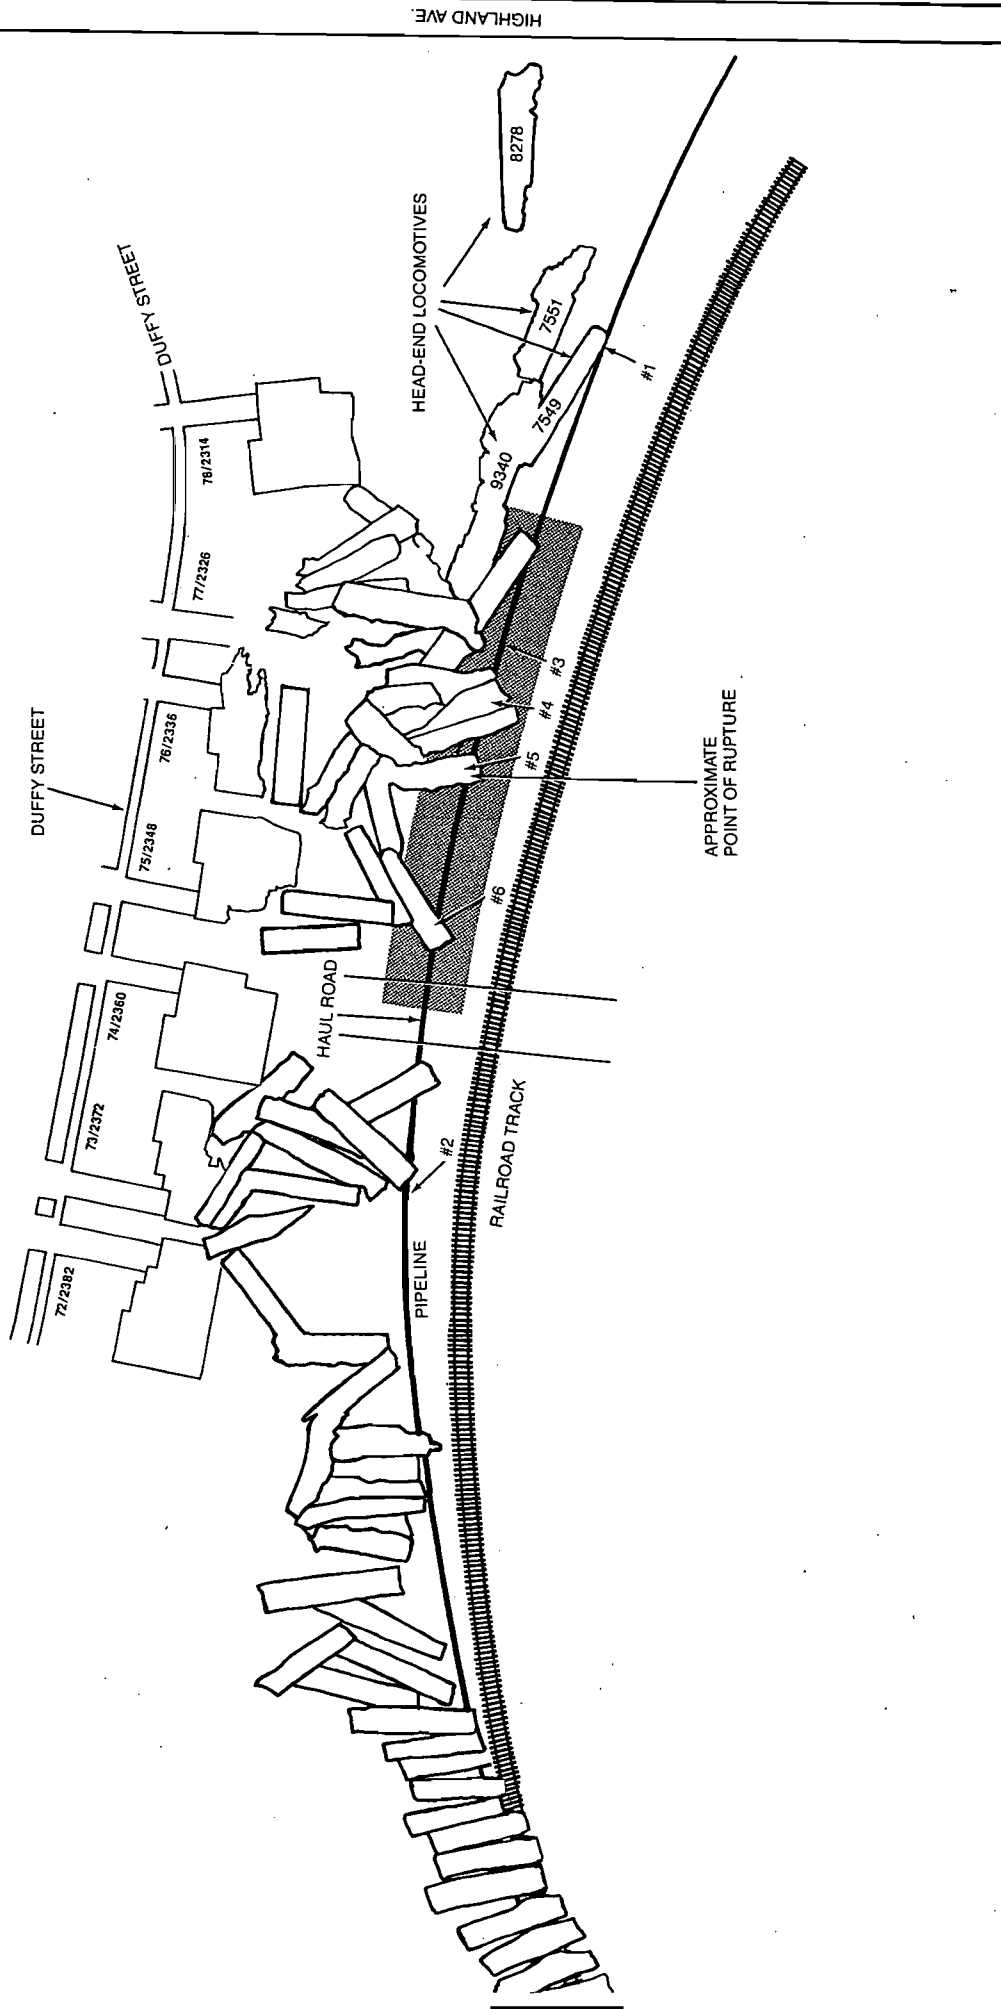 HIGHLAND AVE.
8278
HEAD-END LOCOMOTIVES
7551
7549
9340
#1
DUFFY STREET
78/2314
77/2326
DUFFY STREET
76/2336
75/2348
#3
#4
#5
#6
APPROXIMATE
POINT OF RUPTURE
HAUL ROAD
74/2360
73/2372
72/2382
#2
RAILROAD TRACK
PIPELINE